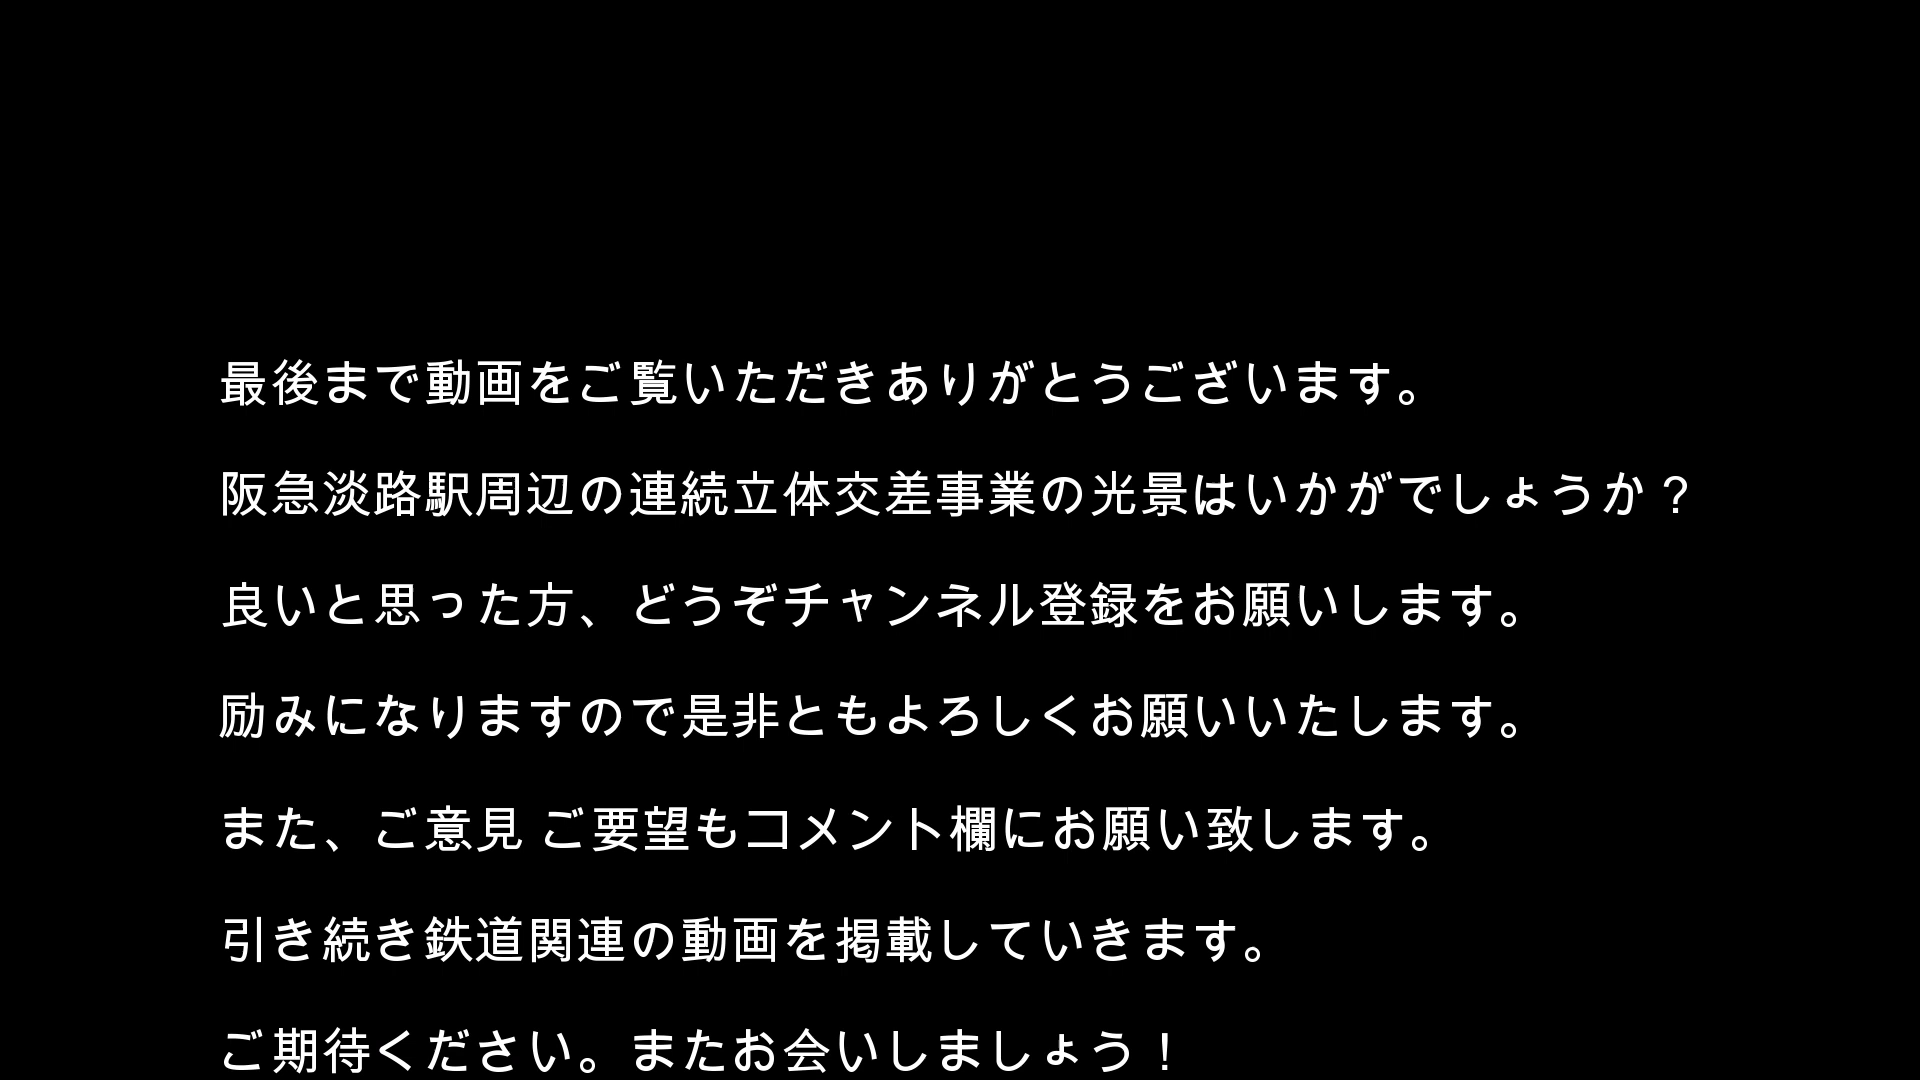 最後まで動画をご覧いただきありがとうございます。
阪急淡路駅周辺の連続立体交差事業の光景はいかがでしょうか？
良いと思った方、どうぞチャンネル登録をお願いします。
励みになりますので是非ともよろしくお願いいたします。
また、ご意見 ご要望もコメント欄にお願い致します。
引き続き鉄道関連の動画を掲載していきます。
ご期待ください。またお会いしましょう！